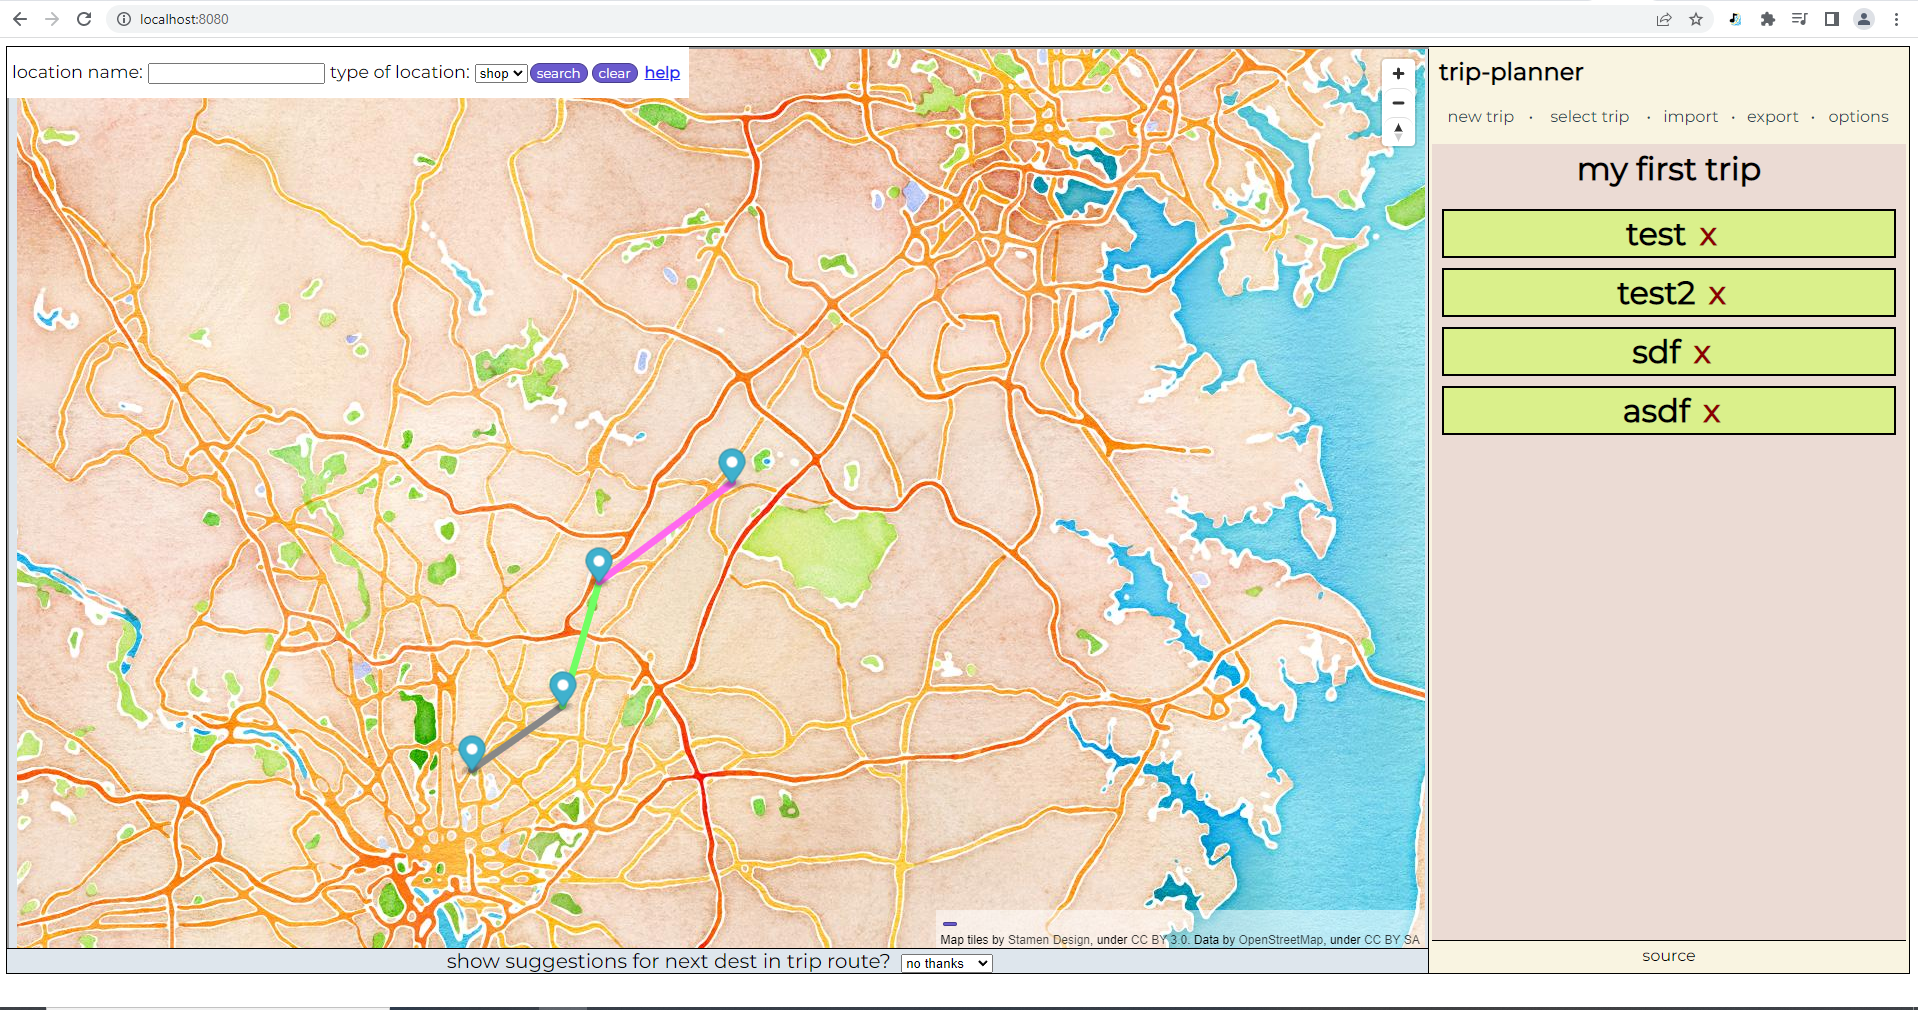 localhost:8080
location name: type of location: shop search clear help
trip-planner
new trip · select trip · import · export · options
my first trip
test x
test2 x
sdf x
asdf x
Map tiles by Stamen Design, under CC BY 3.0. Data by OpenStreetMap, under CC BY SA
show suggestions for next dest in trip route? no thanks
source